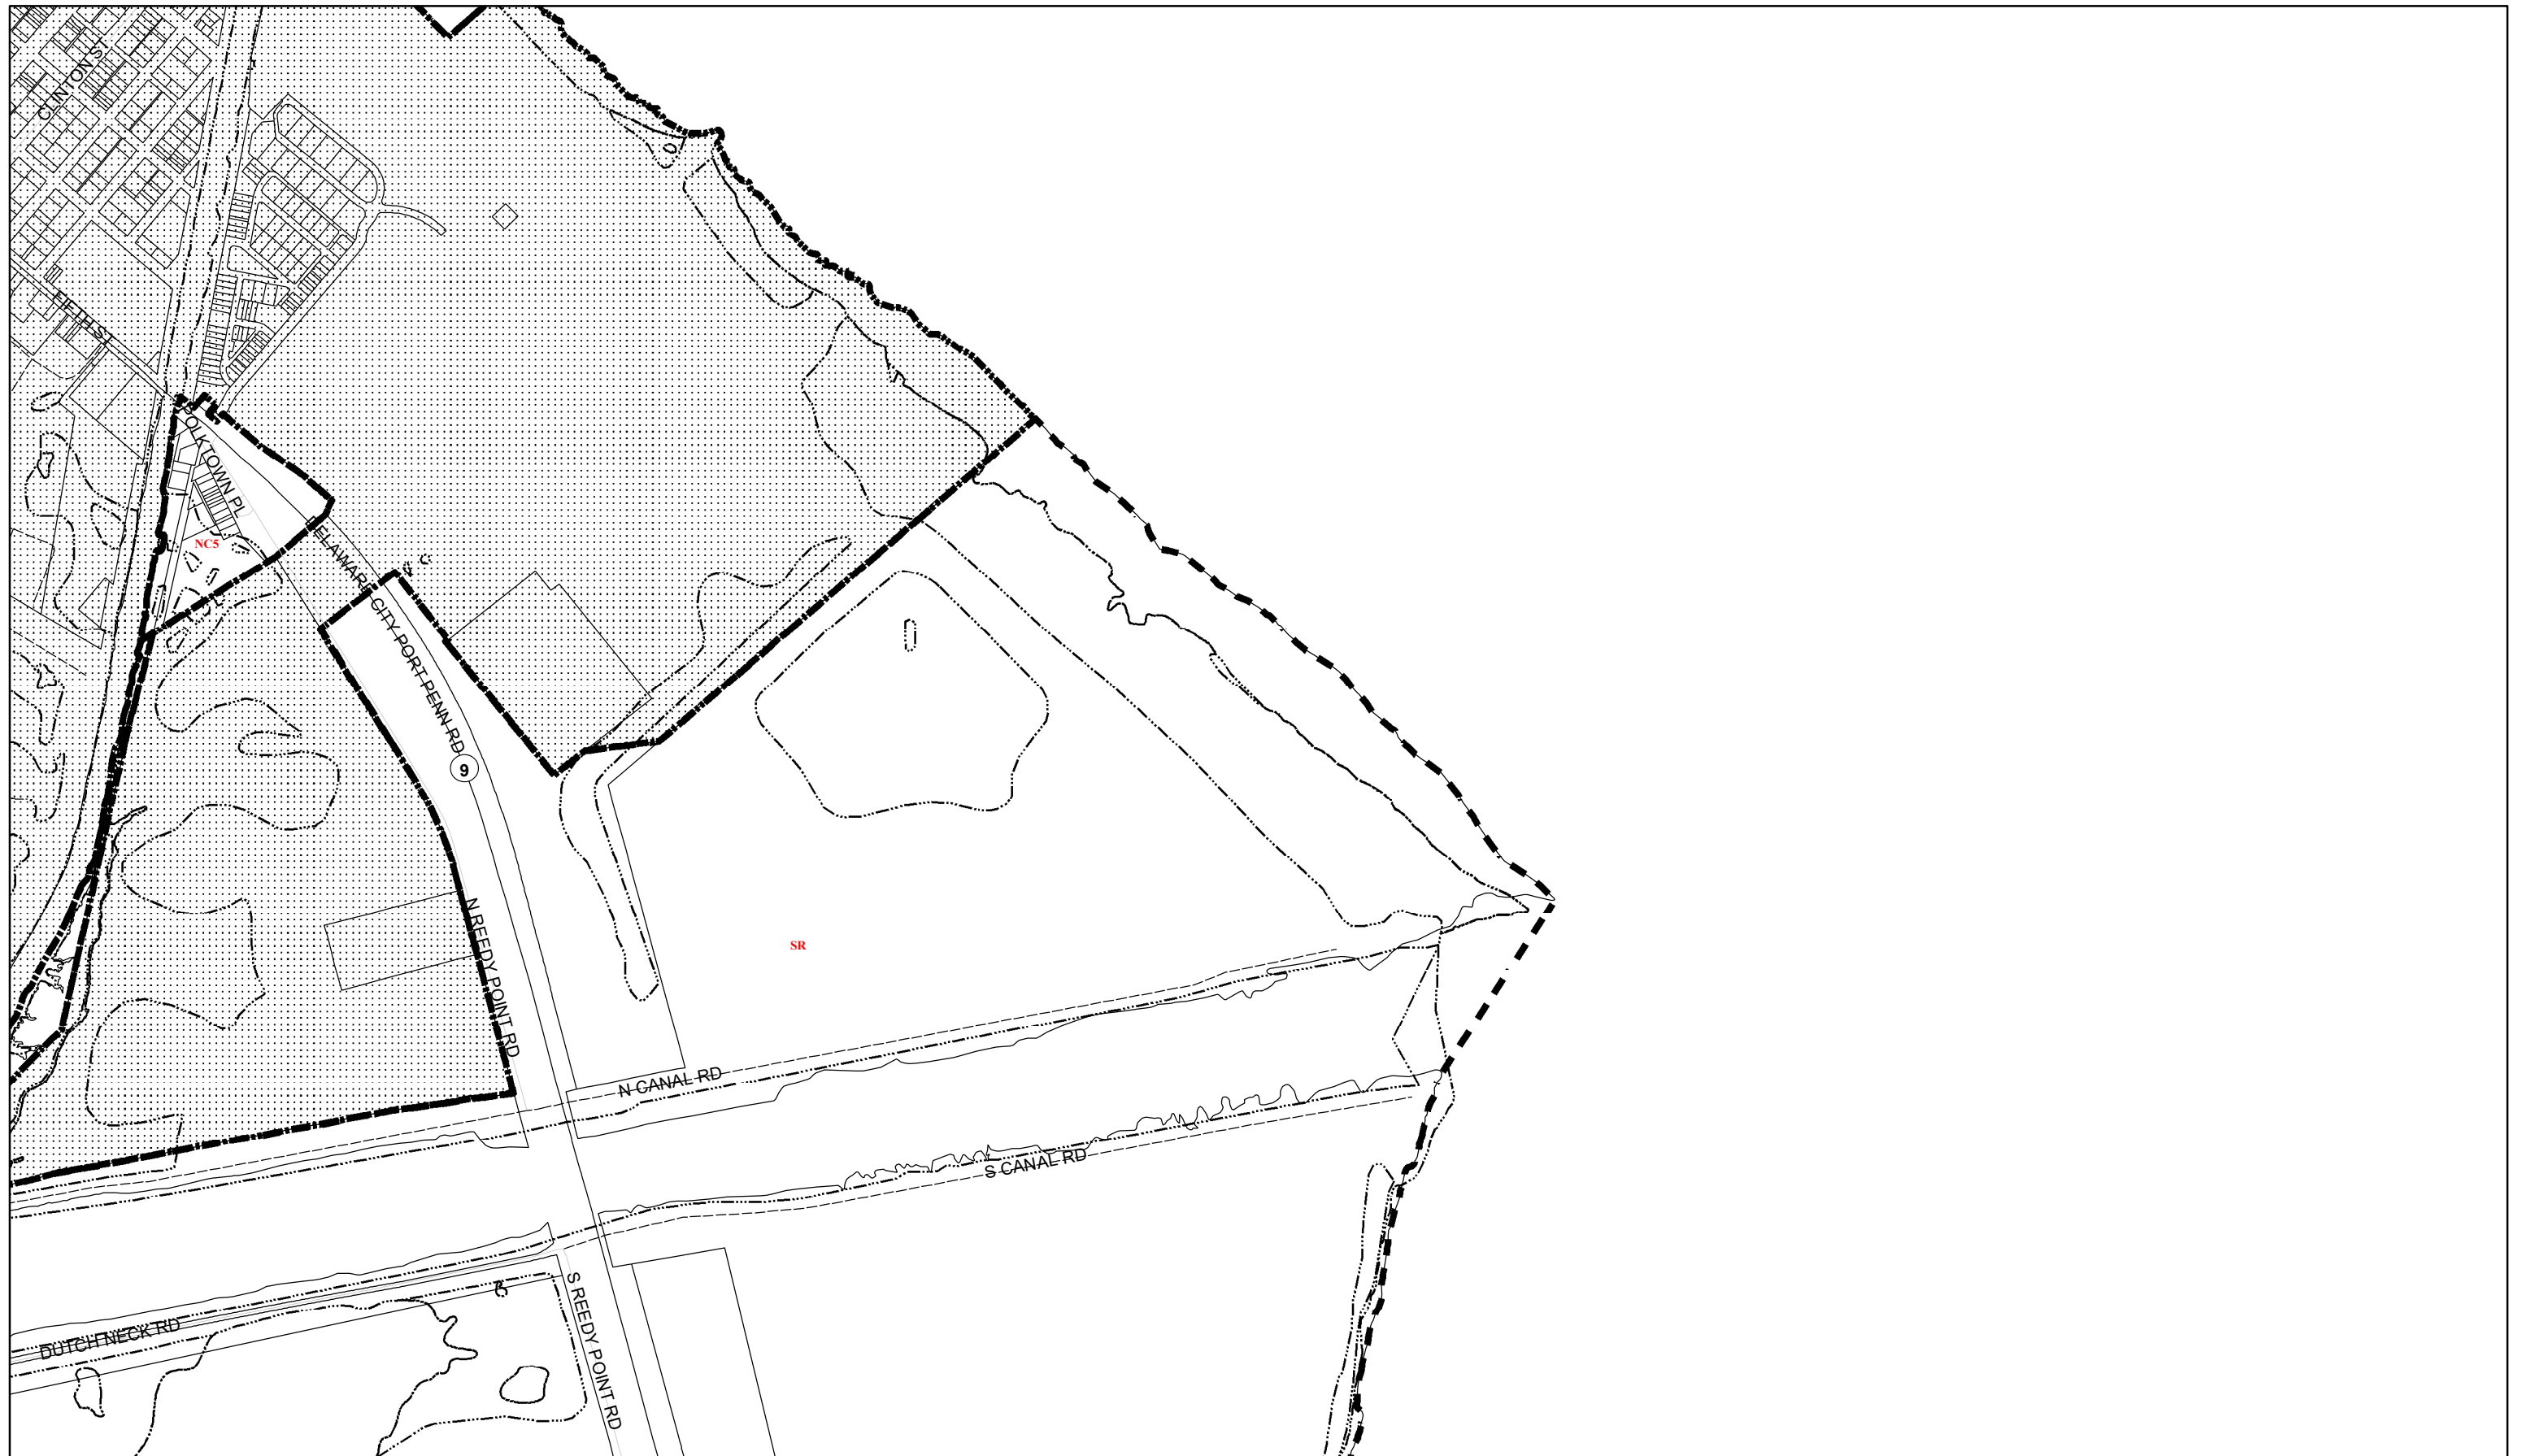 CLINTON ST
FIFTH ST
POLKTOWN PL
NC5
DELAWARE CITY PORT PENN RD
9
N REEDY POINT RD
SR
N CANAL RD
S CANAL RD
S REEDY POINT RD
DUTCH NECK RD